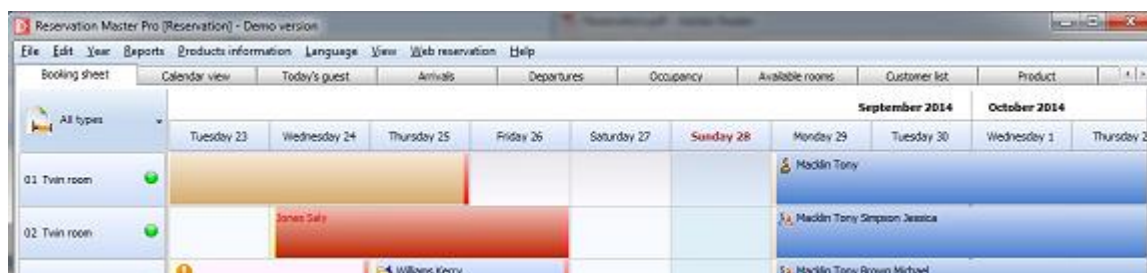 Reservation Master Pro [Reservation] - Demo version
File Edit Year Reports Products information Language View Web reservation Help
Booking sheet Calendar view Today's guest Arrivals Departures Occupancy Available rooms Customer list Product
All types
September 2014 October 2014
Tuesday 23 Wednesday 24 Thursday 25 Friday 26 Saturday 27 Sunday 28 Monday 29 Tuesday 30 Wednesday 1 Thursday 2
01 Twin room Macklin Tony
02 Twin room Jones Saly Macklin Tony Simpson Jessica
Williams Kerry Macklin Tony Brown Michael